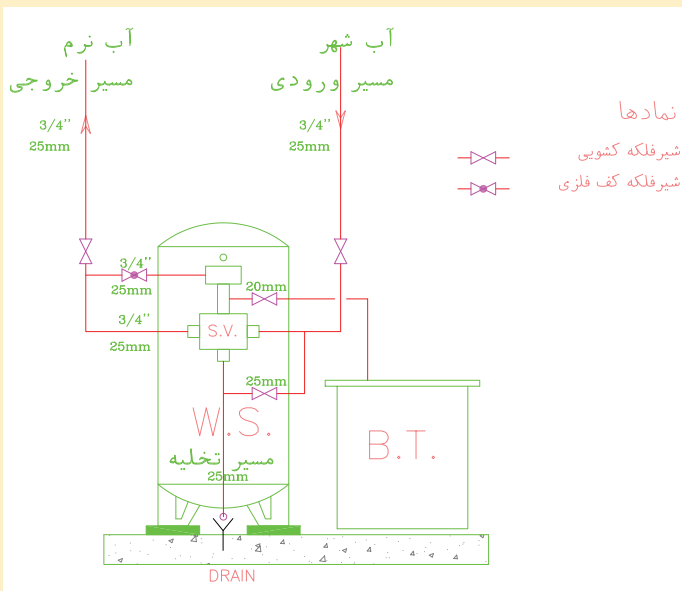 آب نرم
مسیر خروجی
آب شهر
مسیر ورودی
3/4''
25mm
3/4''
25mm
نمادها
شیرفلکه کشویی
شیرفلکه کف فلزی
3/4''
25mm
20mm
3/4''
25mm
S.V.
25mm
W.S.
B.T.
مسیر تخلیه
25mm
DRAIN